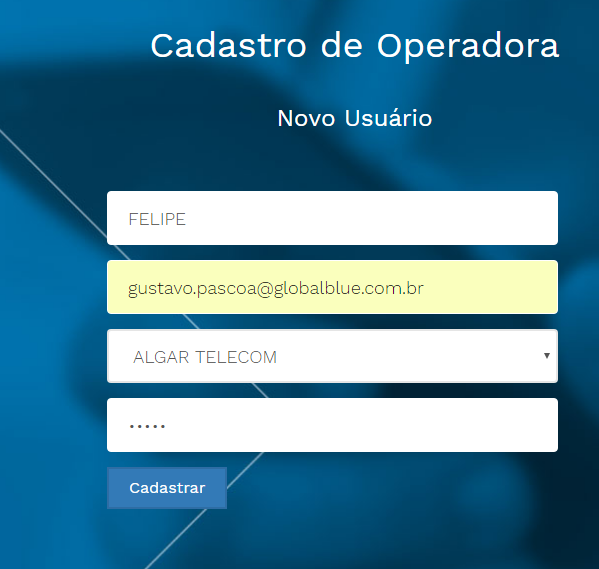 Cadastro de Operadora
Novo Usuário
FELIPE
gustavo.pascoa@globalblue.com.br
ALGAR TELECOM
•••••
Cadastrar